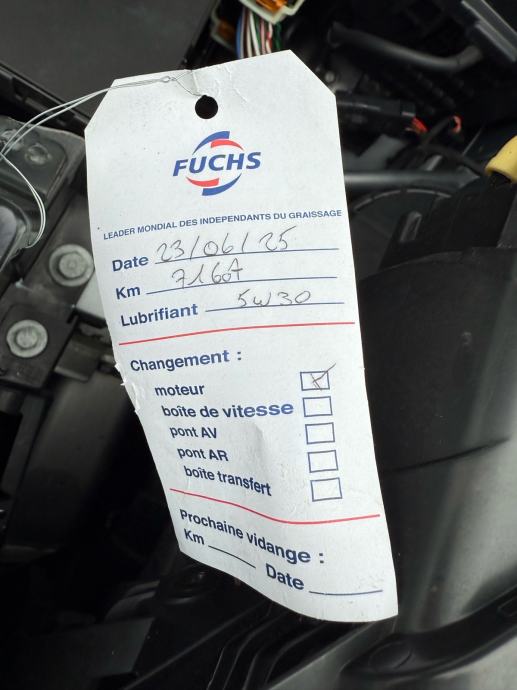 FUCHS
LEADER MONDIAL DES INDEPENDANTS DU GRAISSAGE
Date 23/06/25
Km 71607
Lubrifiant 5W30
Changement :
moteur
boîte de vitesse
pont AV
pont AR
boîte transfert
Prochaine vidange :
Km
Date